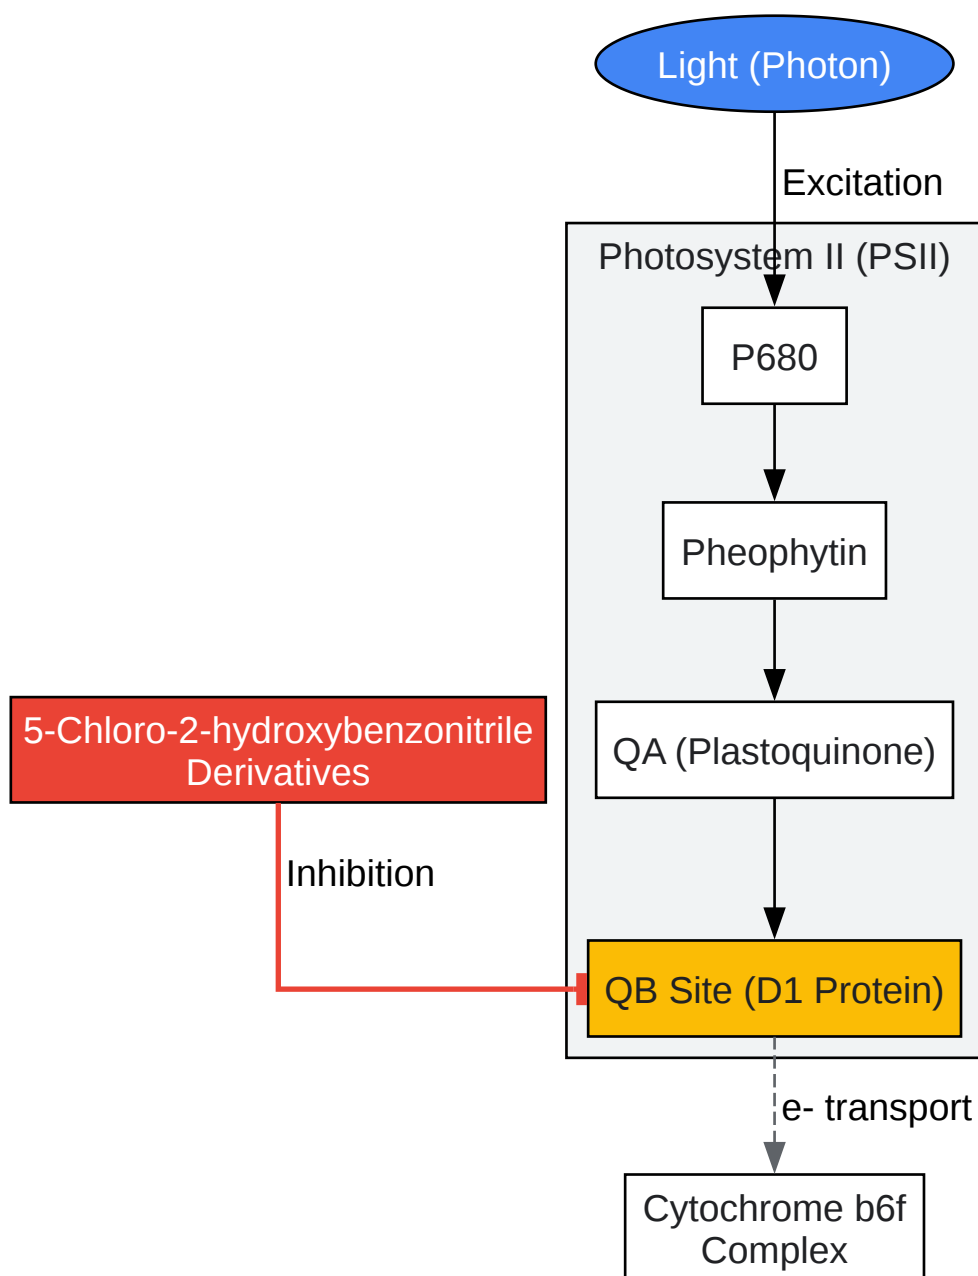 Light (Photon)
Excitation
Photosystem II (PSII)
P680
Pheophytin
5-Chloro-2-hydroxybenzonitrile
Derivatives
QA (Plastoquinone)
Inhibition
QB Site (D1 Protein)
e- transport
Cytochrome b6f
Complex